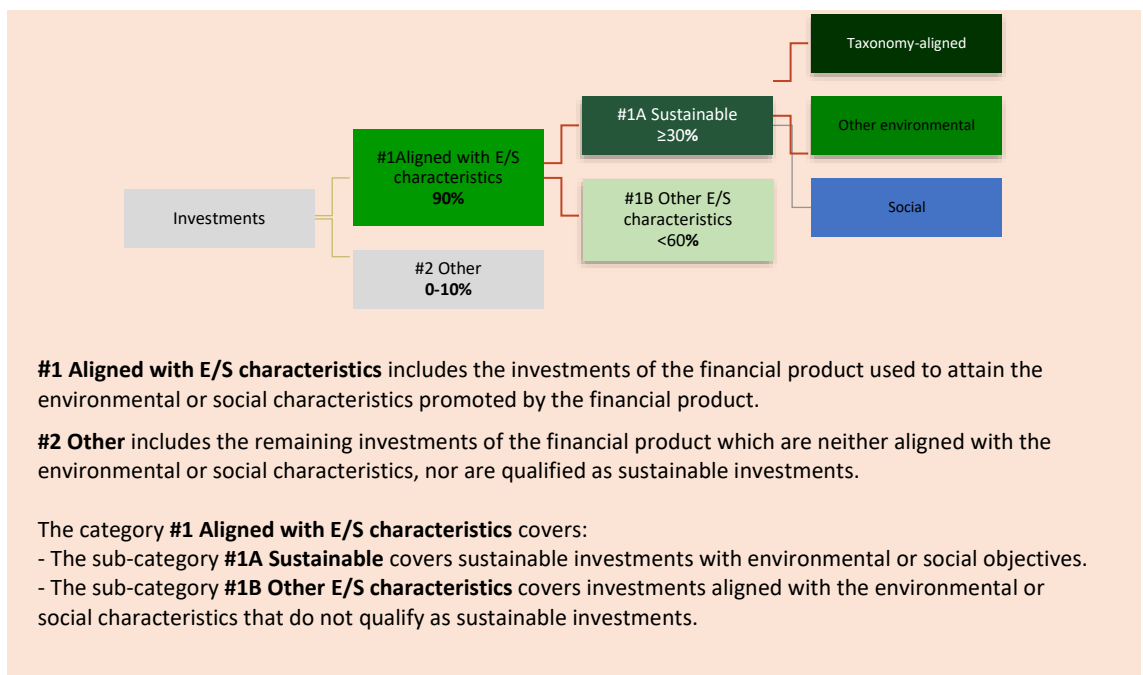 Taxonomy-aligned
#1A Sustainable
≥30%
Other environmental
#1Aligned with E/S
characteristics
90%
#1B Other E/S
characteristics
<60%
Social
Investments
#2 Other
0-10%
#1 Aligned with E/S characteristics includes the investments of the financial product used to attain the
environmental or social characteristics promoted by the financial product.
#2 Other includes the remaining investments of the financial product which are neither aligned with the
environmental or social characteristics, nor are qualified as sustainable investments.
The category #1 Aligned with E/S characteristics covers:
- The sub-category #1A Sustainable covers sustainable investments with environmental or social objectives.
- The sub-category #1B Other E/S characteristics covers investments aligned with the environmental or
social characteristics that do not qualify as sustainable investments.